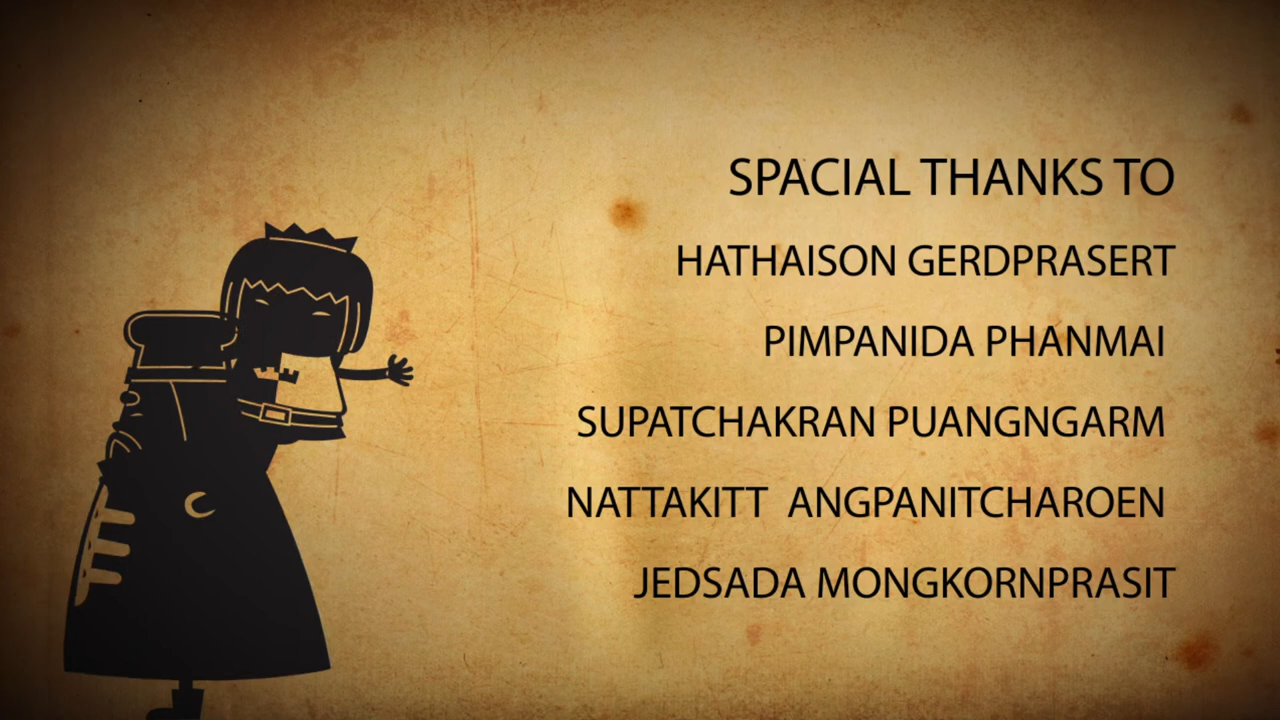 SPACIAL THANKS TO
HATHAISON GERDPRASERT
PIMPANIDA PHANMAI
SUPATCHAKRAN PUANGNGARM
NATTAKITT ANGPANITCHAROEN
JEDSADA MONGKORNPRASIT